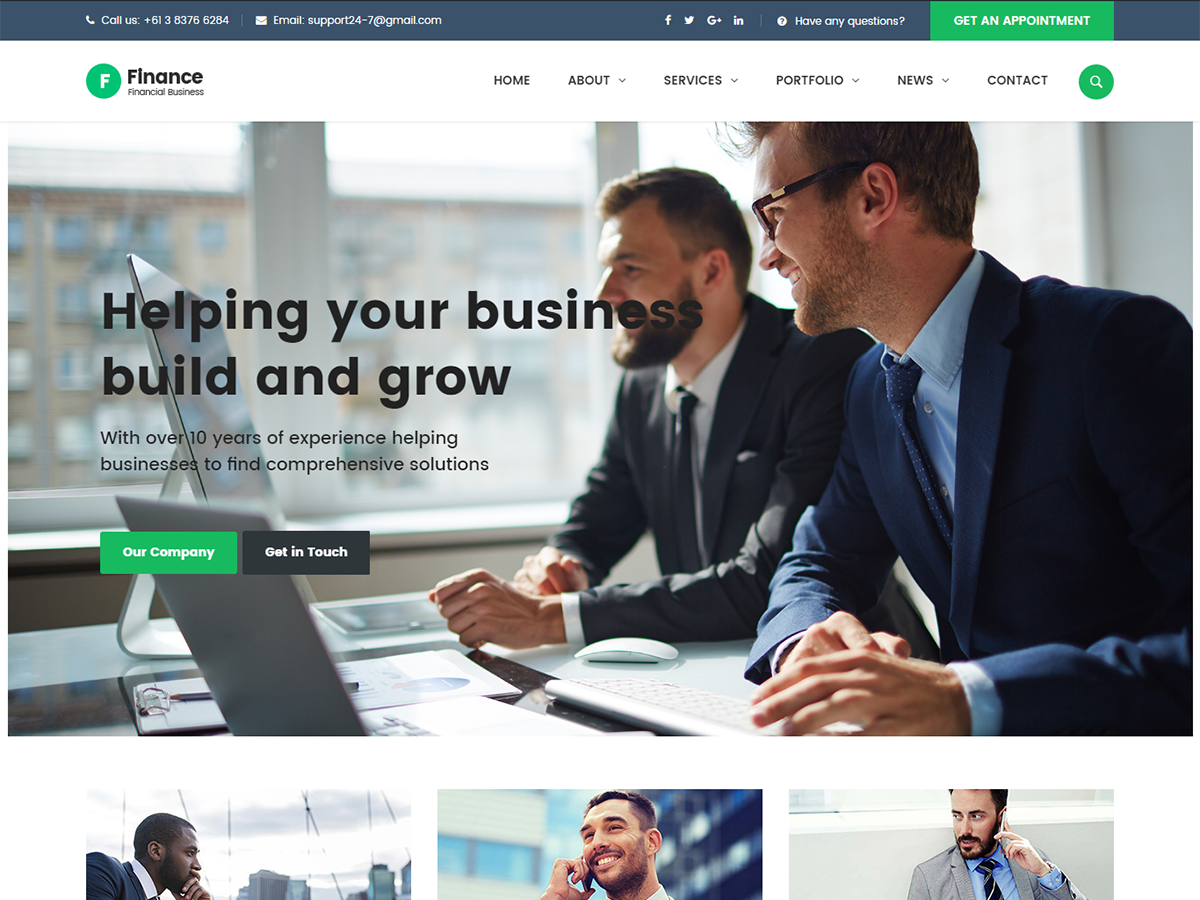 Call us: +61 3 8376 6284
Email: support24-7@gmail.com
Have any questions?
GET AN APPOINTMENT
F
Finance
Financial Business
HOME
ABOUT
SERVICES
PORTFOLIO
NEWS
CONTACT
Helping your business
build and grow
With over 10 years of experience helping
businesses to find comprehensive solutions
Our Company
Get in Touch